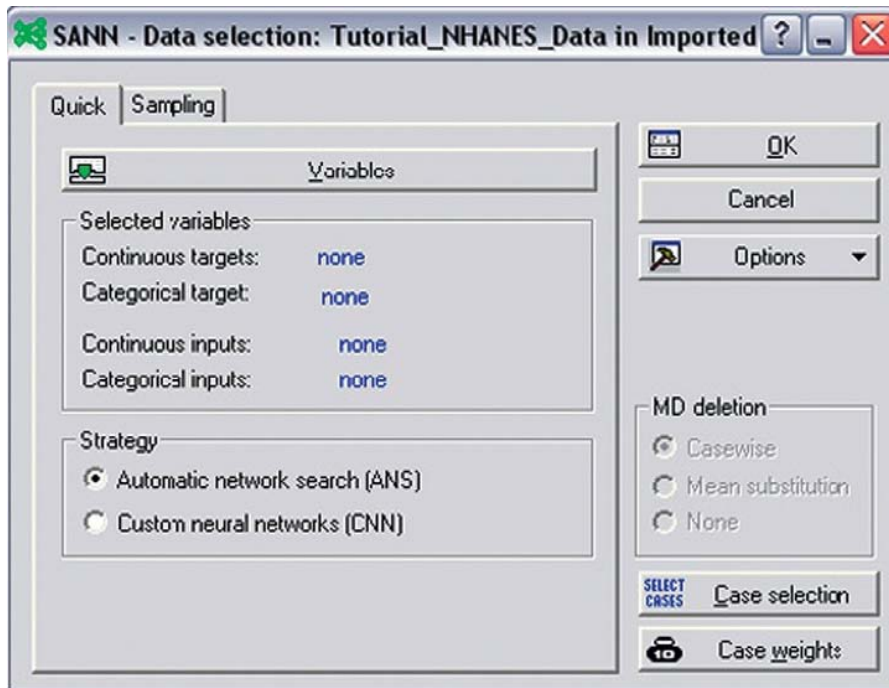 SANN - Data selection: Tutorial_NHANES_Data in Imported
Quick
Sampling
Variables
Selected variables
Continuous targets: none
Categorical target: none
Continuous inputs: none
Categorical inputs: none
Strategy
Automatic network search (ANS)
Custom neural networks (CNN)
OK
Cancel
Options
MD deletion
Casewise
Mean substitution
None
SELECT CASES
Case selection
Case weights